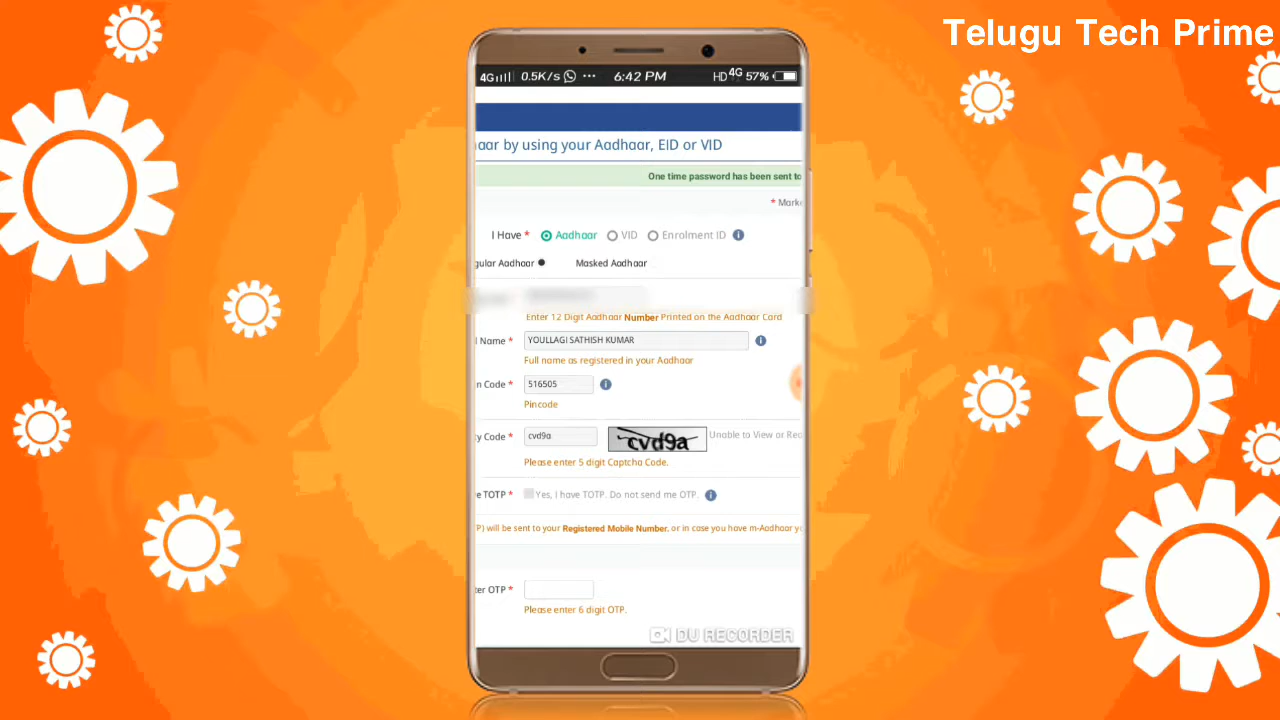 Telugu Tech Prime
4G 0.5K/s ... 6:42 PM HD 4G 57%
aar by using your Aadhaar, EID or VID
One time password has been sent to
* Mark
I Have * Aadhaar VID Enrolment ID i
gular Aadhaar Masked Aadhaar
Enter 12 Digit Aadhaar Number Printed on the Aadhaar Card
l Name * YOULLAGI SATHISH KUMAR i
Full name as registered in your Aadhaar
n Code * 516505 i
Pincode
ty Code * cvd9a cvd9a Unable to View or Rea
Please enter 5 digit Captcha Code.
e TOTP * Yes, I have TOTP. Do not send me OTP. i
P) will be sent to your Registered Mobile Number, or in case you have m-Aadhaar yo
ter OTP *
Please enter 6 digit OTP.
DU RECORDER